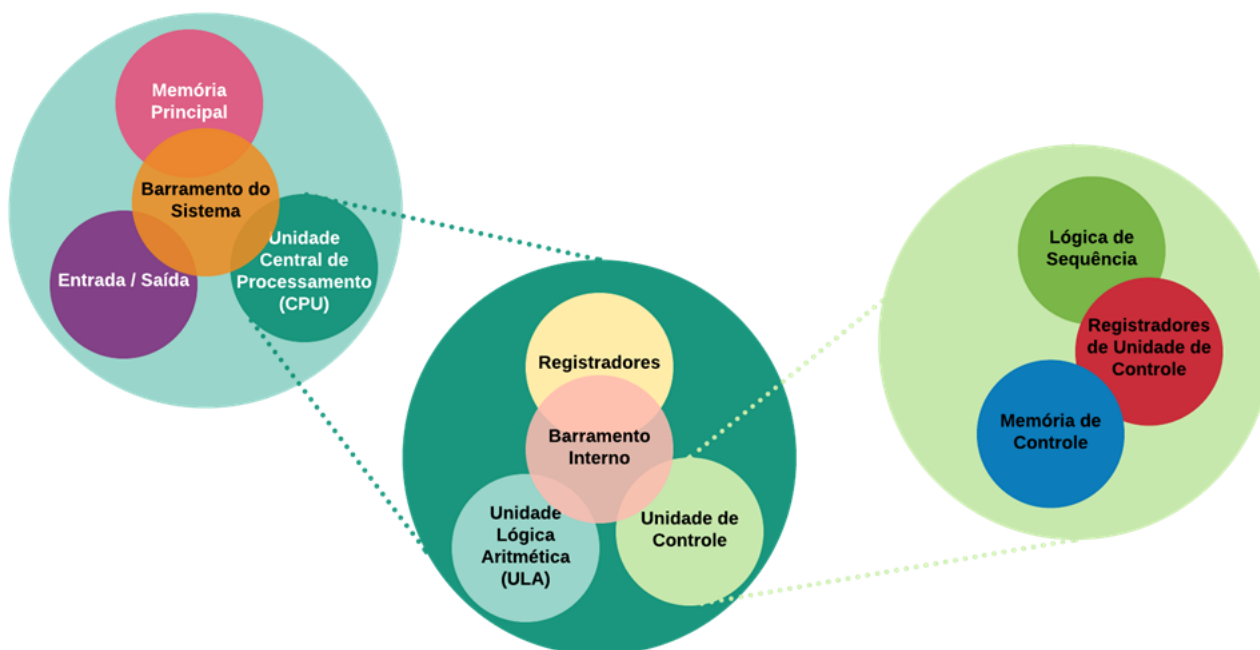 Memória
Principal
Barramento do
Sistema
Entrada / Saída
Unidade
Central de
Processamento
(CPU)
Registradores
Barramento
Interno
Unidade
Lógica
Aritmética
(ULA)
Unidade de
Controle
Lógica de
Sequência
Registradores
de Unidade de
Controle
Memória de
Controle